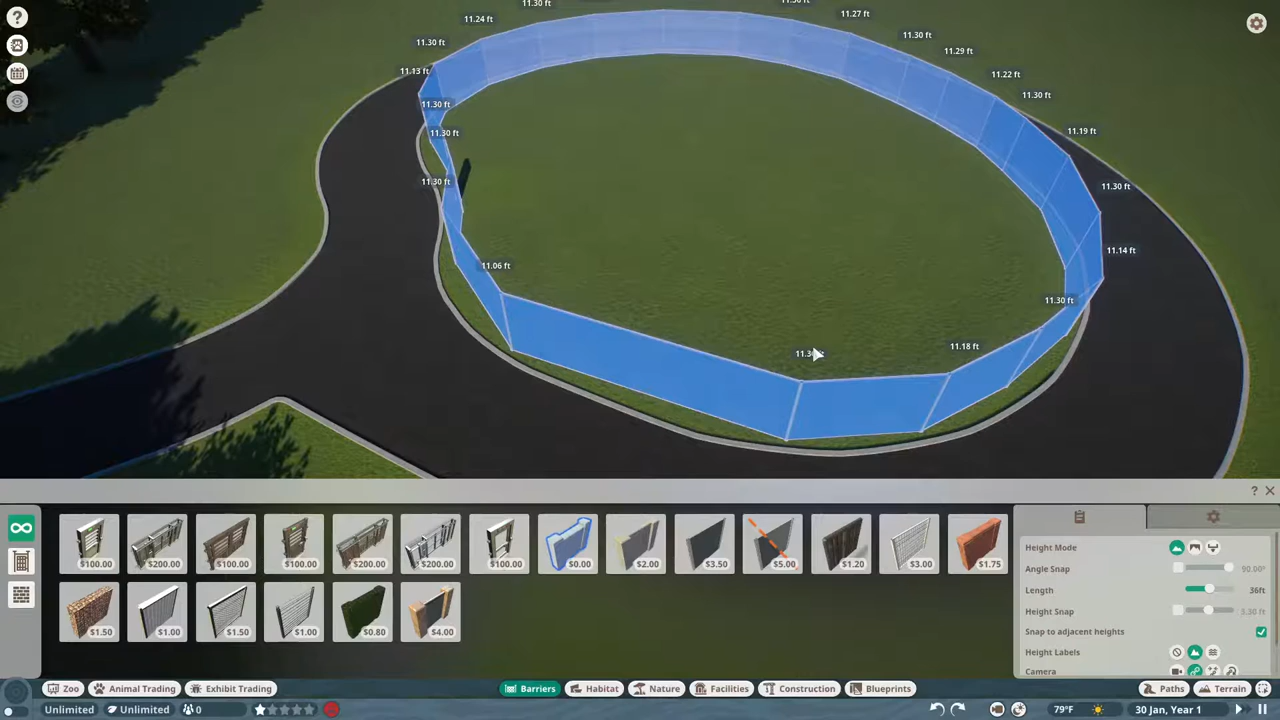 11.30 ft
11.24 ft
11.27 ft
11.30 ft
11.30 ft
11.29 ft
11.13 ft
11.22 ft
11.30 ft
11.30 ft
11.30 ft
11.19 ft
11.30 ft
11.30 ft
11.14 ft
11.06 ft
11.30 ft
11.18 ft
? ×
$100.00 $200.00 $100.00 $100.00 $200.00 $200.00 $100.00 $0.00 $2.00 $3.50 $5.00 $1.20 $3.00 $1.75
$1.50 $1.00 $1.50 $1.00 $0.80 $4.00
Height Mode
Angle Snap 90.00°
Length 36ft
Height Snap 3.30 ft
Snap to adjacent heights
Height Labels
Camera
Zoo Animal Trading Exhibit Trading Barriers Habitat Nature Facilities Construction Blueprints Paths Terrain
Unlimited Unlimited 0 79°F 30 Jan, Year 1